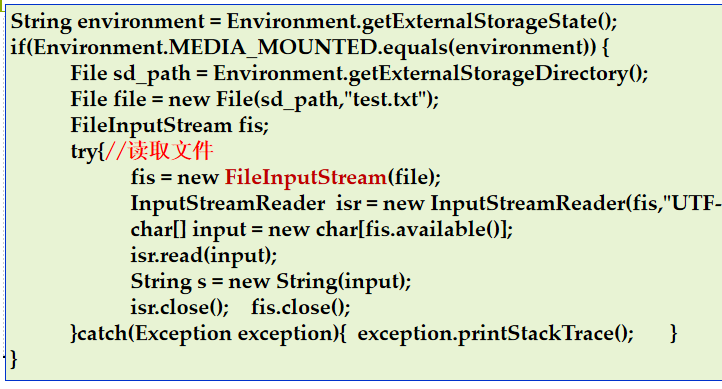 String environment = Environment.getExternalStorageState();
if(Environment.MEDIA_MOUNTED.equals(environment)) {
File sd_path = Environment.getExternalStorageDirectory();
File file = new File(sd_path,"test.txt");
FileInputStream fis;
try{//读取文件
fis = new FileInputStream(file);
InputStreamReader isr = new InputStreamReader(fis,"UTF-
char[] input = new char[fis.available()];
isr.read(input);
String s = new String(input);
isr.close(); fis.close();
}catch(Exception exception){ exception.printStackTrace(); }
}